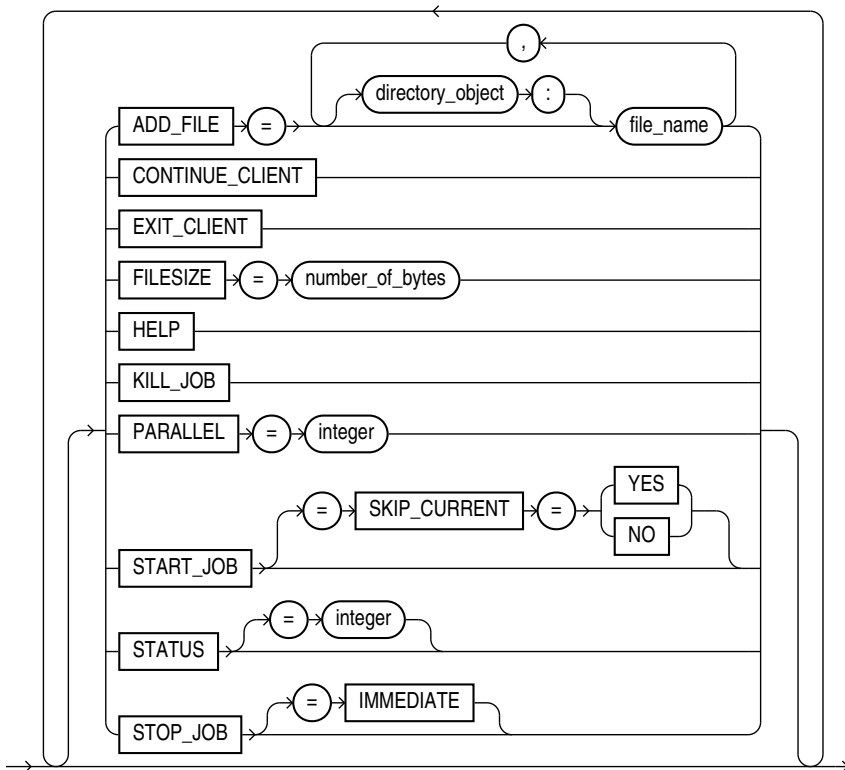 ,
directory_object :
ADD_FILE = file_name
CONTINUE_CLIENT
EXIT_CLIENT
FILESIZE = number_of_bytes
HELP
KILL_JOB
PARALLEL = integer
YES
= SKIP_CURRENT =
NO
START_JOB
= integer
STATUS
= IMMEDIATE
STOP_JOB